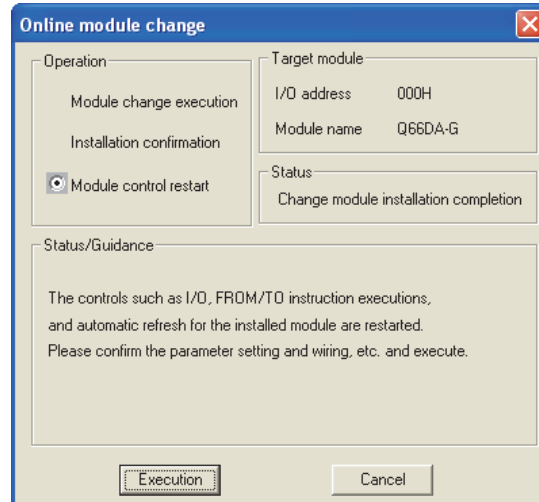 Online module change
Operation
Module change execution
Installation confirmation
Module control restart
Target module
I/O address 000H
Module name Q66DA-G
Status
Change module installation completion
Status/Guidance
The controls such as I/O, FROM/TO instruction executions,
and automatic refresh for the installed module are restarted.
Please confirm the parameter setting and wiring, etc. and execute.
Execution
Cancel